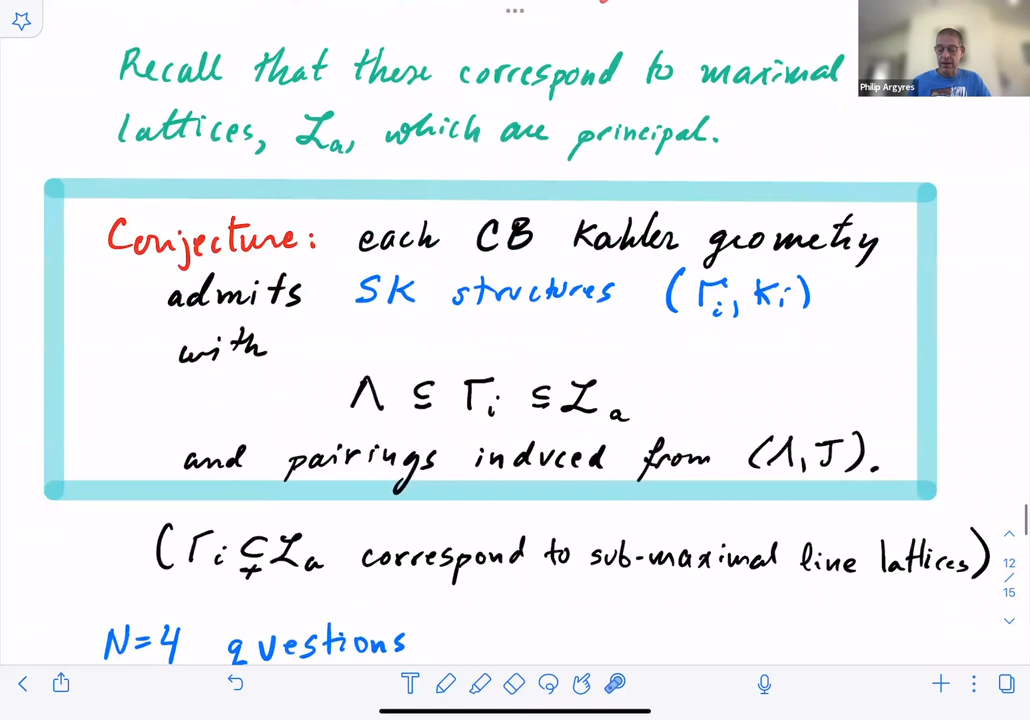 Recall that these correspond to maximal
lattices, ℒₐ, which are principal.
Philip Argyres
Conjecture: each CB Kahler geometry
admits SK structures (Γᵢ, Kᵢ)
with
Λ ⊆ Γᵢ ⊆ ℒₐ
and pairings induced from (Λ, J).
(Γᵢ ⊊ ℒₐ correspond to sub-maximal line lattices)
12
/
15
N=4 questions
T